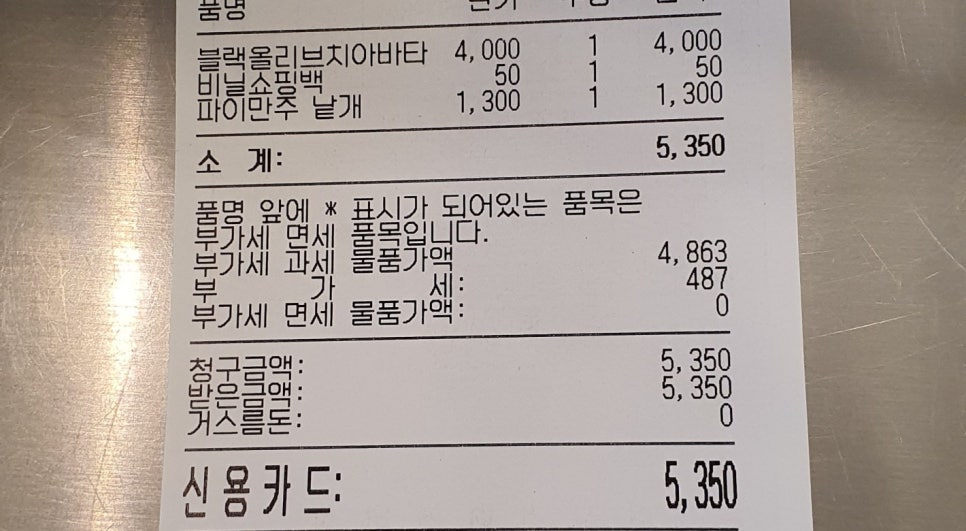 품명
블랙올리브치아바타 4,000 1 4,000
비닐쇼핑백 50 1 50
파이만주 낱개 1,300 1 1,300
소 계: 5,350
품명 앞에 * 표시가 되어있는 품목은
부가세 면세 품목입니다.
부가세 과세 물품가액 4,863
부 가 세: 487
부가세 면세 물품가액: 0
청구금액: 5,350
받은금액: 5,350
거스름돈: 0
신용카드: 5,350